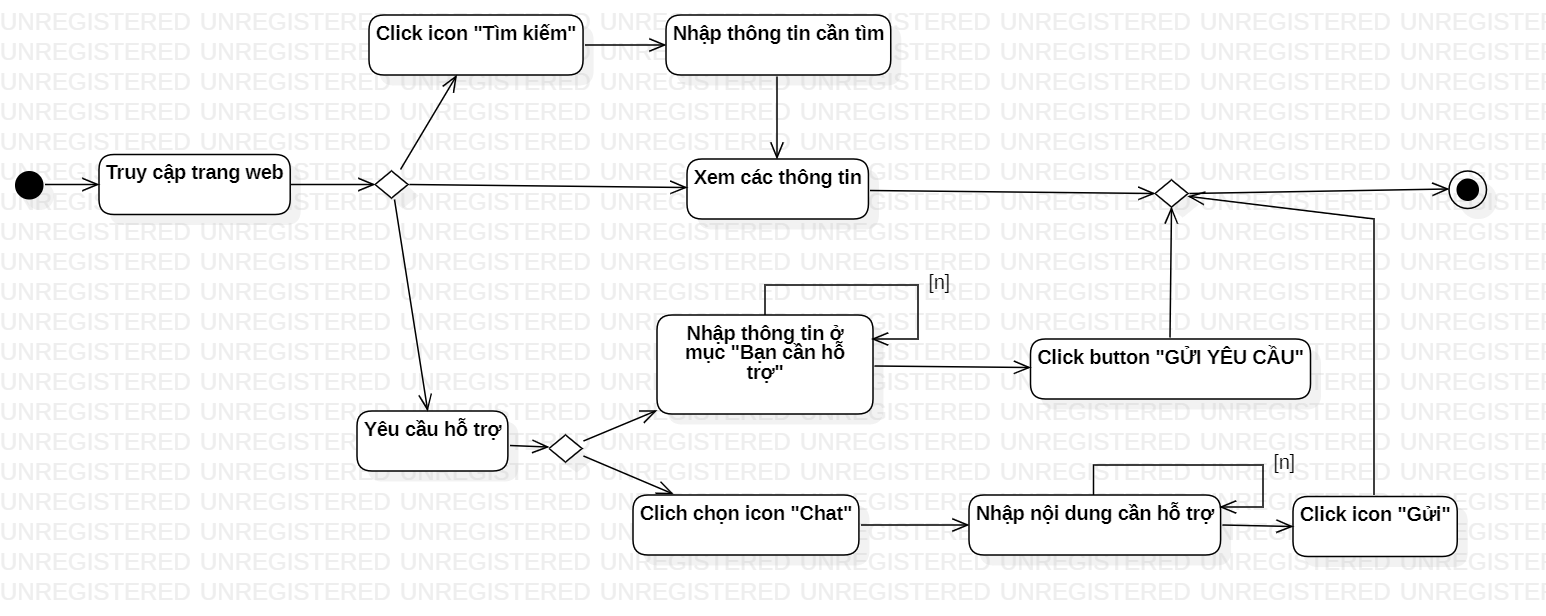 Click icon "Tìm kiếm"
Nhập thông tin cần tìm
Truy cập trang web
Xem các thông tin
[n]
Nhập thông tin ở
mục "Bạn cần hỗ
trợ"
Click button "GỬI YÊU CẦU"
Yêu cầu hỗ trợ
[n]
Clich chọn icon "Chat"
Nhập nội dung cần hỗ trợ
Click icon "Gửi"
UNREGISTERED